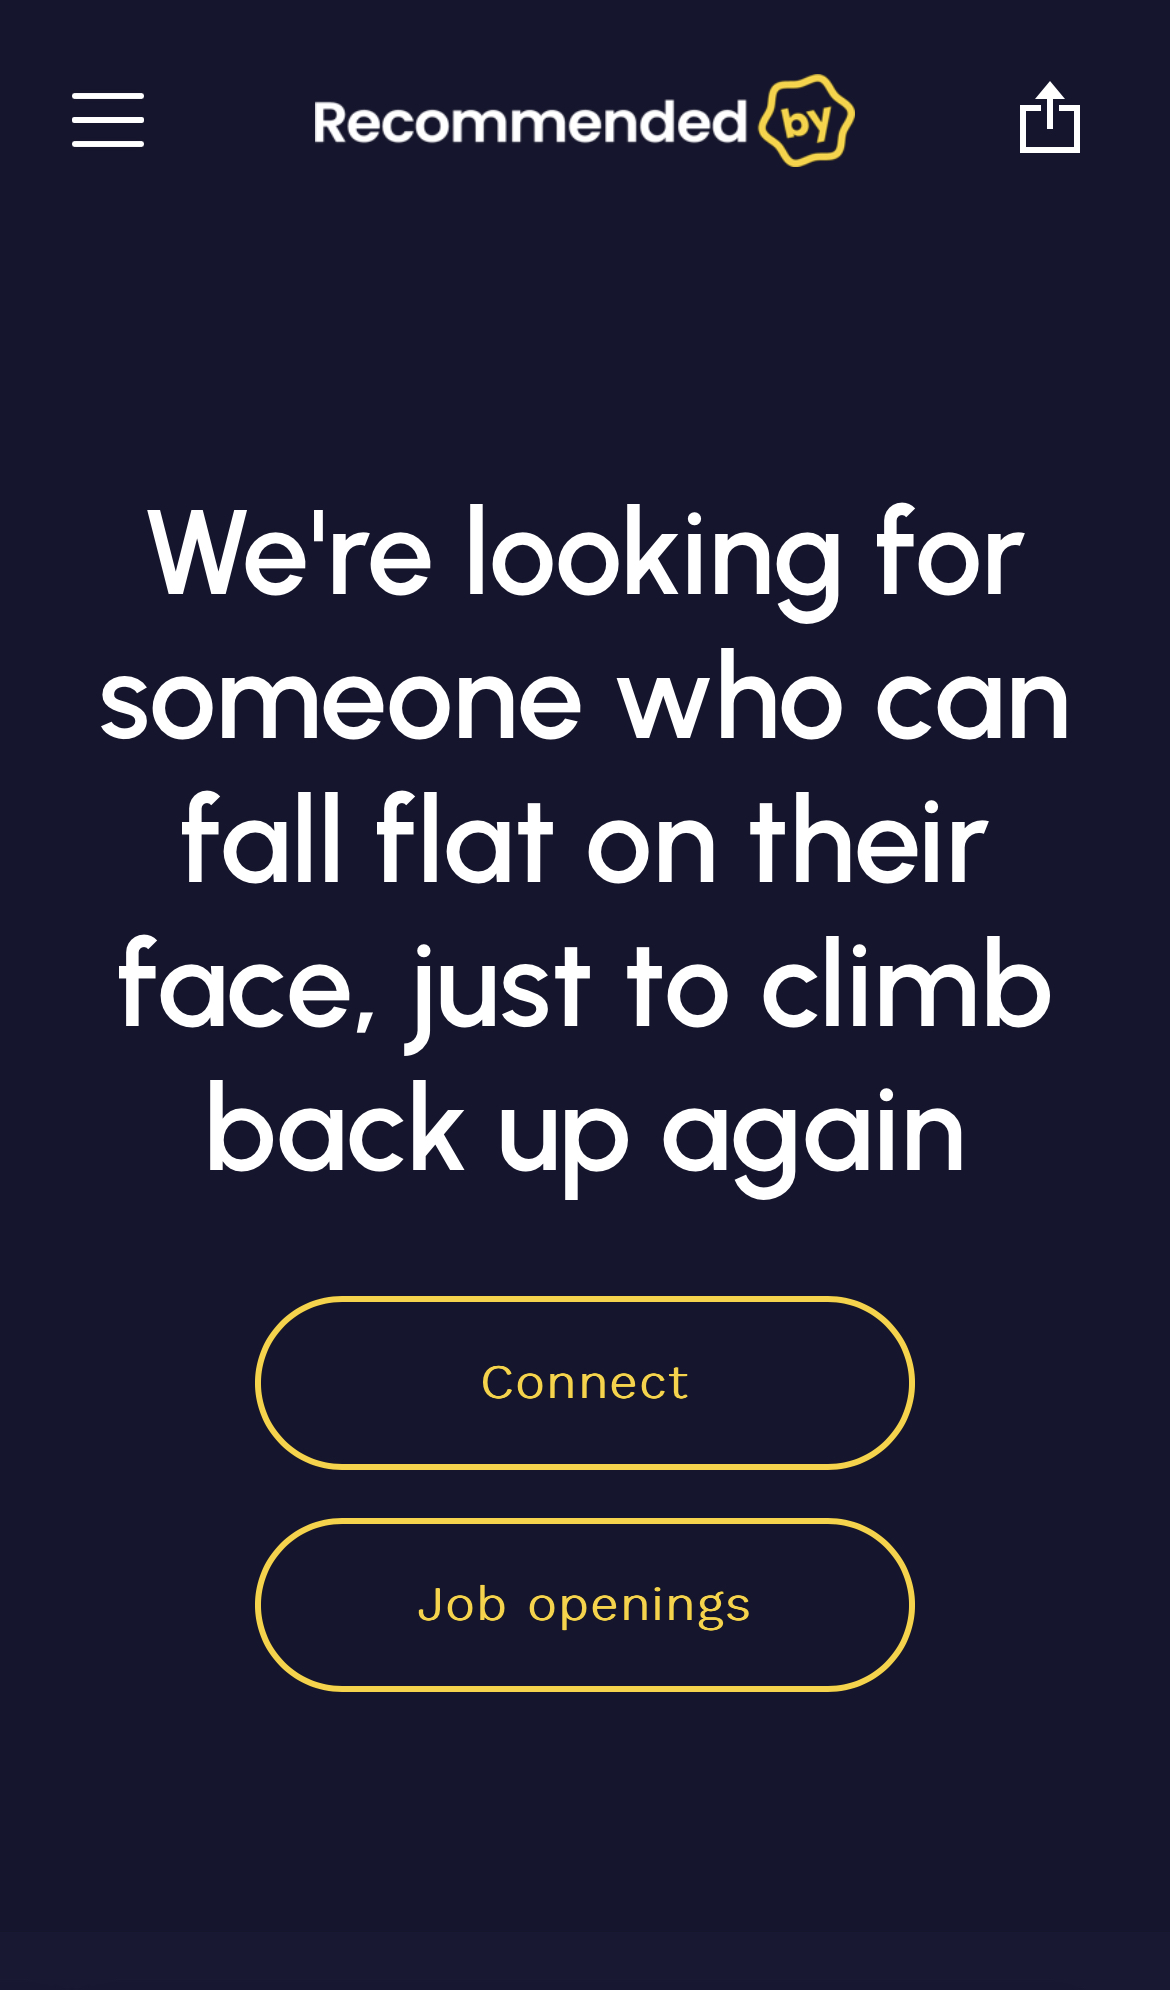 Recommended by
We're looking for
someone who can
fall flat on their
face, just to climb
back up again
Connect
Job openings